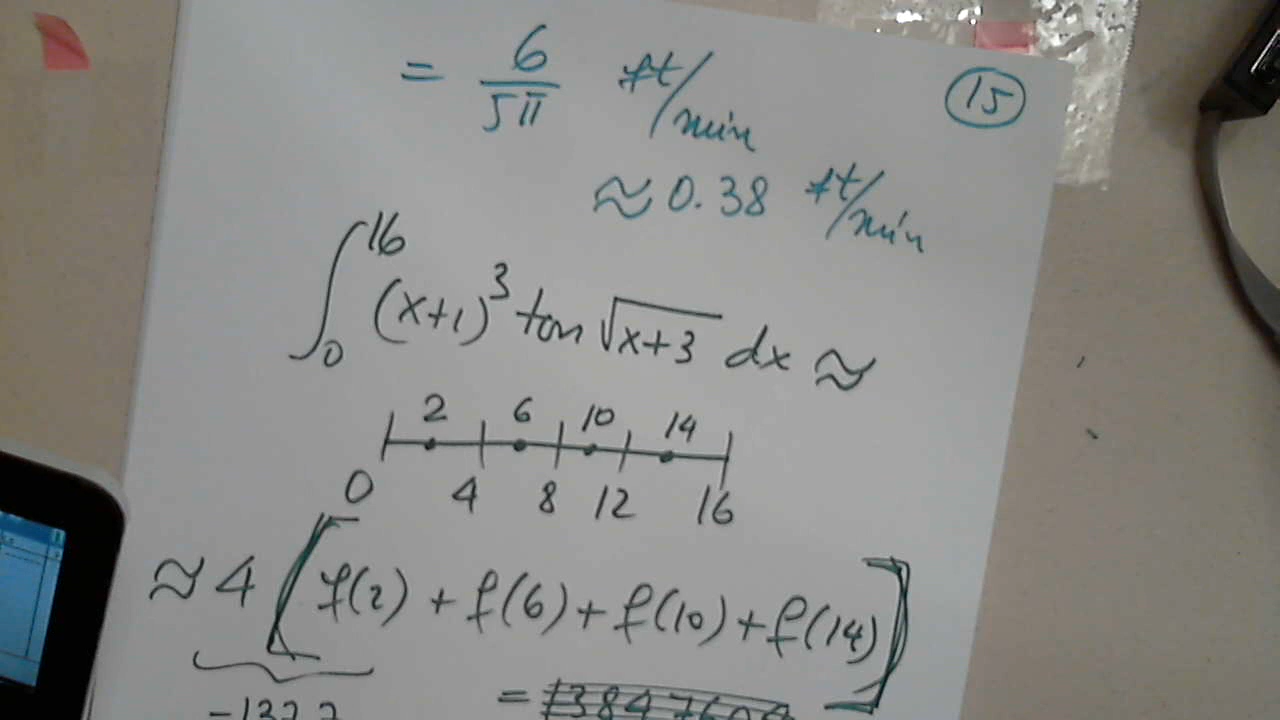 = 6/5π ft/min
15
≈ 0.38 ft/min
∫₀¹⁶ (x+1)³ tan √(x+3) dx ≈
2 6 10 14
0 4 8 12 16
≈ 4 [f(2) + f(6) + f(10) + f(14)]
=